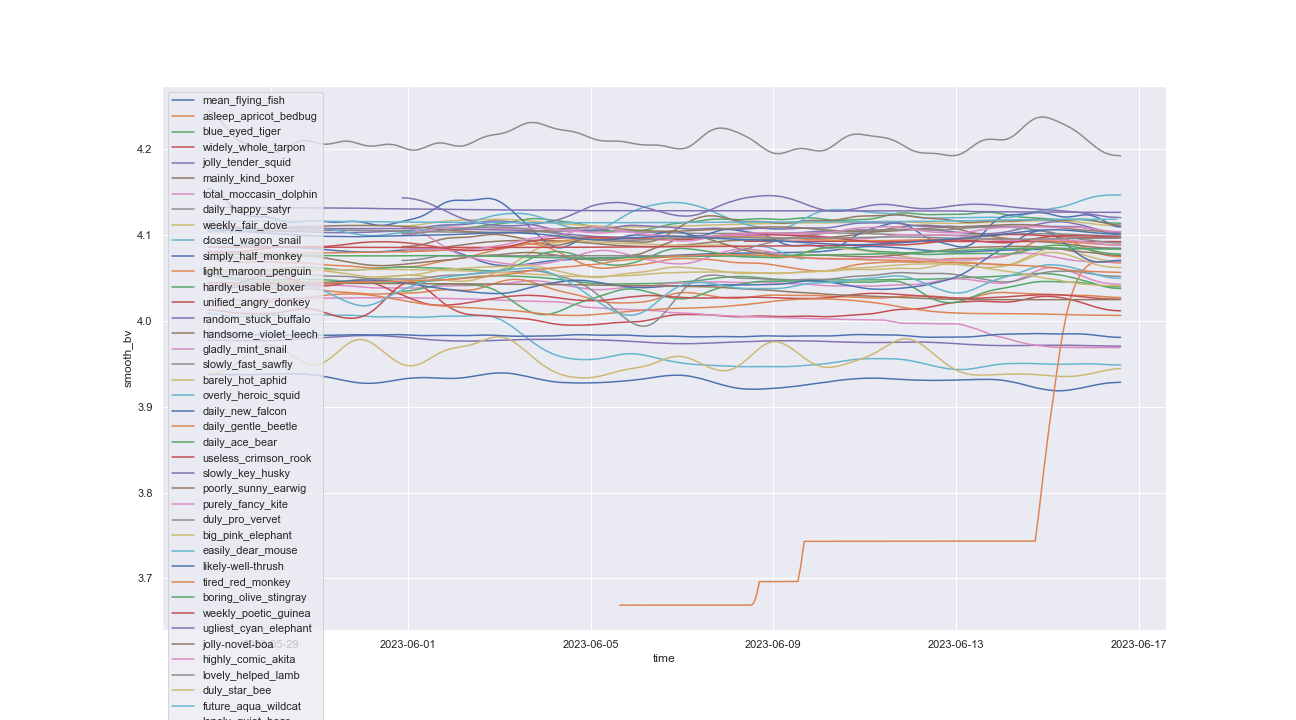 mean_flying_fish
asleep_apricot_bedbug
blue_eyed_tiger
widely_whole_tarpon
jolly_tender_squid
mainly_kind_boxer
total_moccasin_dolphin
daily_happy_satyr
weekly_fair_dove
closed_wagon_snail
simply_half_monkey
light_maroon_penguin
hardly_usable_boxer
unified_angry_donkey
random_stuck_buffalo
handsome_violet_leech
gladly_mint_snail
slowly_fast_sawfly
barely_hot_aphid
overly_heroic_squid
daily_new_falcon
daily_gentle_beetle
daily_ace_bear
useless_crimson_rook
slowly_key_husky
poorly_sunny_earwig
purely_fancy_kite
duly_pro_vervet
big_pink_elephant
easily_dear_mouse
likely-well-thrush
tired_red_monkey
boring_olive_stingray
weekly_poetic_guinea
ugliest_cyan_elephant
jolly-novel-boa
highly_comic_akita
lovely_helped_lamb
duly_star_bee
future_aqua_wildcat
4.2
4.1
4.0
3.9
3.8
3.7
smooth_bv
2023-05-29
2023-06-01
2023-06-05
2023-06-09
2023-06-13
2023-06-17
time